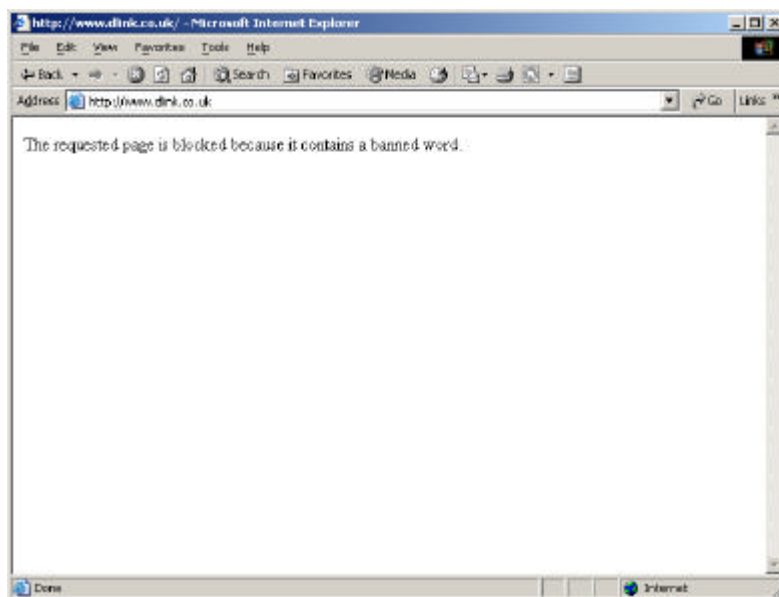 http://www.dlink.co.uk/ - Microsoft Internet Explorer
File Edit View Favorites Tools Help
Back Search Favorites Media
Address http://www.dlink.co.uk Go Links »
The requested page is blocked because it contains a banned word.
Done Internet